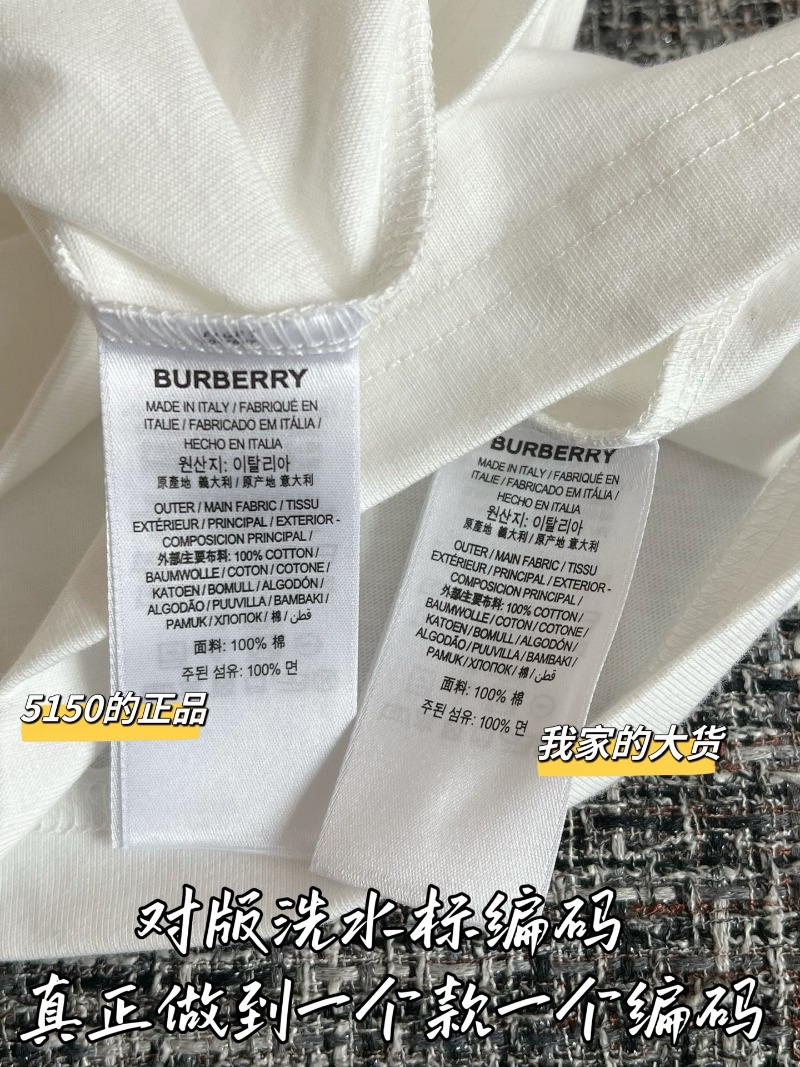 BURBERRY
MADE IN ITALY / FABRIQUÉ EN
ITALIE / FABRICADO EM ITÁLIA /
HECHO EN ITALIA
원산지: 이탈리아
原產地 義大利 / 原产地 意大利
OUTER / MAIN FABRIC / TISSU
EXTÉRIEUR / PRINCIPAL / EXTERIOR -
COMPOSICION PRINCIPAL /
外部/主要布料: 100% COTTON /
BAUMWOLLE / COTON / COTONE /
KATOEN / BOMULL / ALGODÓN /
ALGODÃO / PUUVILLA / BAMBAKI /
PAMUK / ХЛОПОК / 棉 / قطن
面料: 100% 棉
주된 섬유: 100% 면
BURBERRY
MADE IN ITALY / FABRIQUÉ EN
ITALIE / FABRICADO EM ITÁLIA /
HECHO EN ITALIA
원산지: 이탈리아
原產地 義大利 / 原产地 意大利
OUTER / MAIN FABRIC / TISSU
EXTÉRIEUR / PRINCIPAL / EXTERIOR -
COMPOSICION PRINCIPAL /
外部/主要布料: 100% COTTON /
BAUMWOLLE / COTON / COTONE /
KATOEN / BOMULL / ALGODÓN /
ALGODÃO / PUUVILLA / BAMBAKI /
PAMUK / ХЛОПОК / 棉 / قطن
面料: 100% 棉
주된 섬유: 100% 면
5150的正品
我家的大货
对版洗水标编码
真正做到一个款一个编码